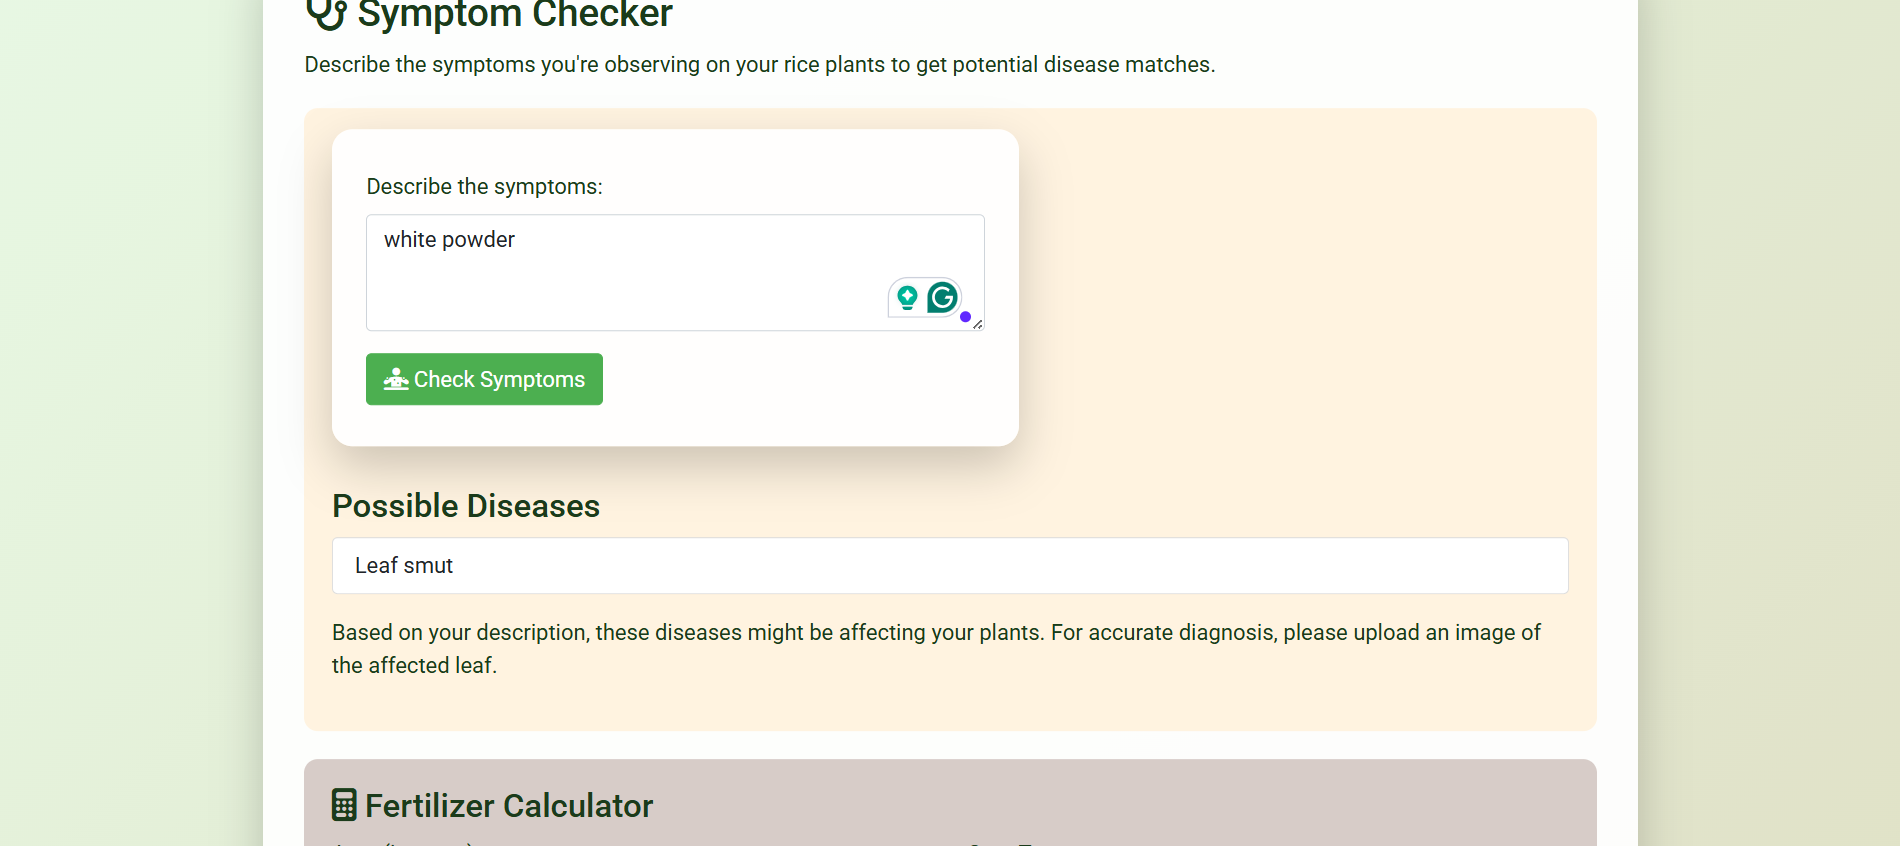 Symptom Checker
Describe the symptoms you're observing on your rice plants to get potential disease matches.
Describe the symptoms:
white powder
Check Symptoms
Possible Diseases
Leaf smut
Based on your description, these diseases might be affecting your plants. For accurate diagnosis, please upload an image of
the affected leaf.
Fertilizer Calculator